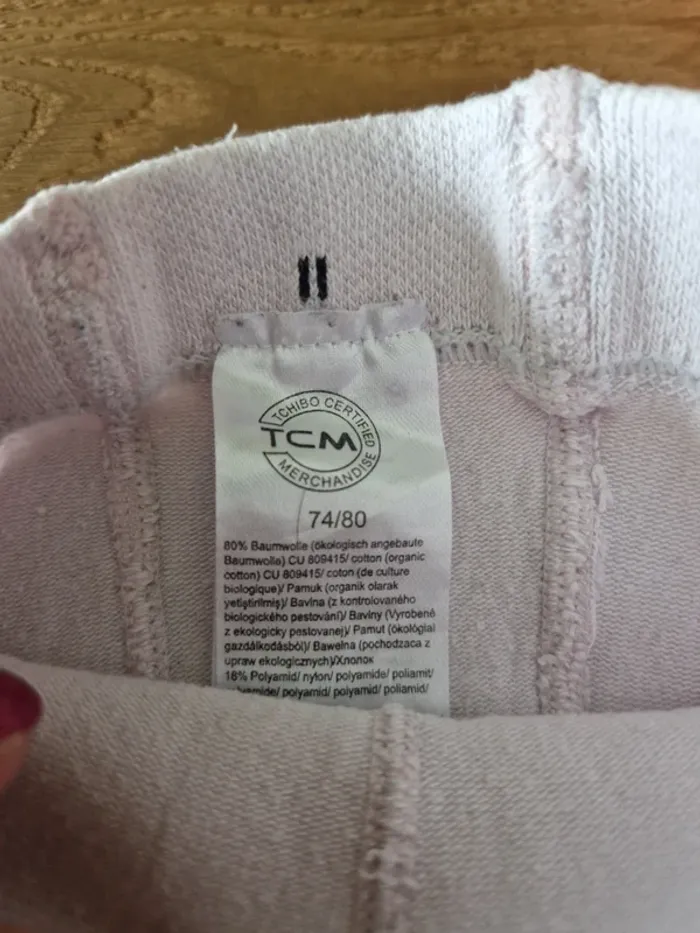 TCHIBO CERTIFIED
TCM
MERCHANDISE
74/80
80% Baumwolle (ökologisch angebaute
Baumwolle) CU 809415/ cotton (organic
cotton) CU 809415/ coton (de culture
biologique)/ Pamuk (organik olarak
yetiştirilmiş)/ Bavlna (z kontrolovaného
biologického pestování)/ Bavlny (Vyrobené
z ekologicky pestovanej)/ Pamut (ökológiai
gazdálkodásból)/ Bawełna (pochodzaca z
upraw ekologicznych)/Хлопок
18% Polyamid/ nylon/ polyamide/ poliamit/
polyamide/ polyamid/ polyamid/ poliamid/